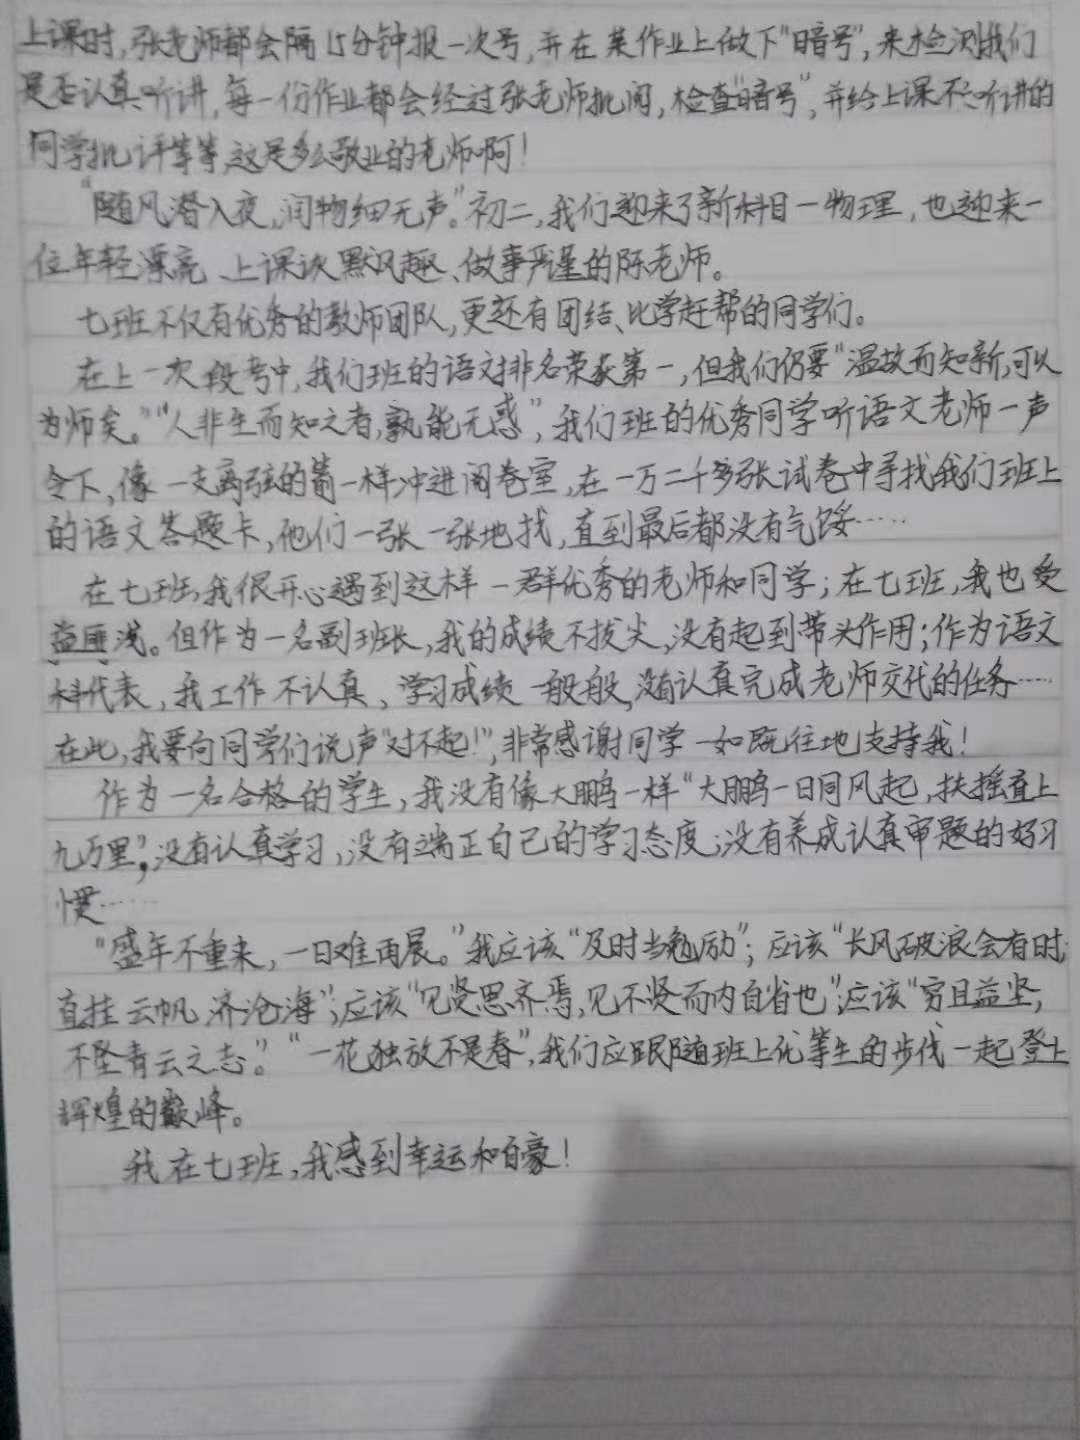 上课时,张老师都会隔15分钟报一次号,并在某作业上做下"暗号",来检测我们
是否认真听讲,每一份作业都会经过张老师批阅,检查"暗号",并给上课不听讲的
同学批评等等,这是多么敬业的老师啊!
"随风潜入夜,润物细无声。"初二,我们迎来了新科目一物理,也迎来一
位年轻漂亮、上课诙默风趣、做事严谨的陈老师。
七班不仅有优秀的教师团队,更还有团结、比学赶帮的同学们。
在上一次段考中,我们班的语文排名荣获第一,但我们仍要"温故而知新,可以
为师矣。""人非生而知之者,孰能无惑",我们班的优秀同学听语文老师一声
令下,像一支离弦的箭一样冲进阅卷室,在一万二千多张试卷中寻找我们班上
的语文答题卡,他们一张一张地找,直到最后都没有气馁……
在七班,我很开心遇到这样一群优秀的老师和同学;在七班,我也受
益匪浅。但作为一名副班长,我的成绩不拔尖,没有起到带头作用;作为语文
科代表,我工作不认真、学习成绩一般般,没有认真完成老师交代的任务……
在此,我要向同学们说声"对不起!",非常感谢同学一如既往地支持我!
作为一名合格的学生,我没有像大鹏一样"大鹏一日同风起,扶摇直上
九万里",没有认真学习,没有端正自己的学习态度,没有养成认真审题的好习
惯……
"盛年不重来,一日难再晨。"我应该"及时当勉励";应该"长风破浪会有时,
直挂云帆济沧海";应该"见贤思齐焉,见不贤而内自省也";应该"穷且益坚,
不坠青云之志。""一花独放不是春",我们应跟随班上优等生的步伐一起登上
辉煌的巅峰。
我在七班,我感到幸运和自豪!